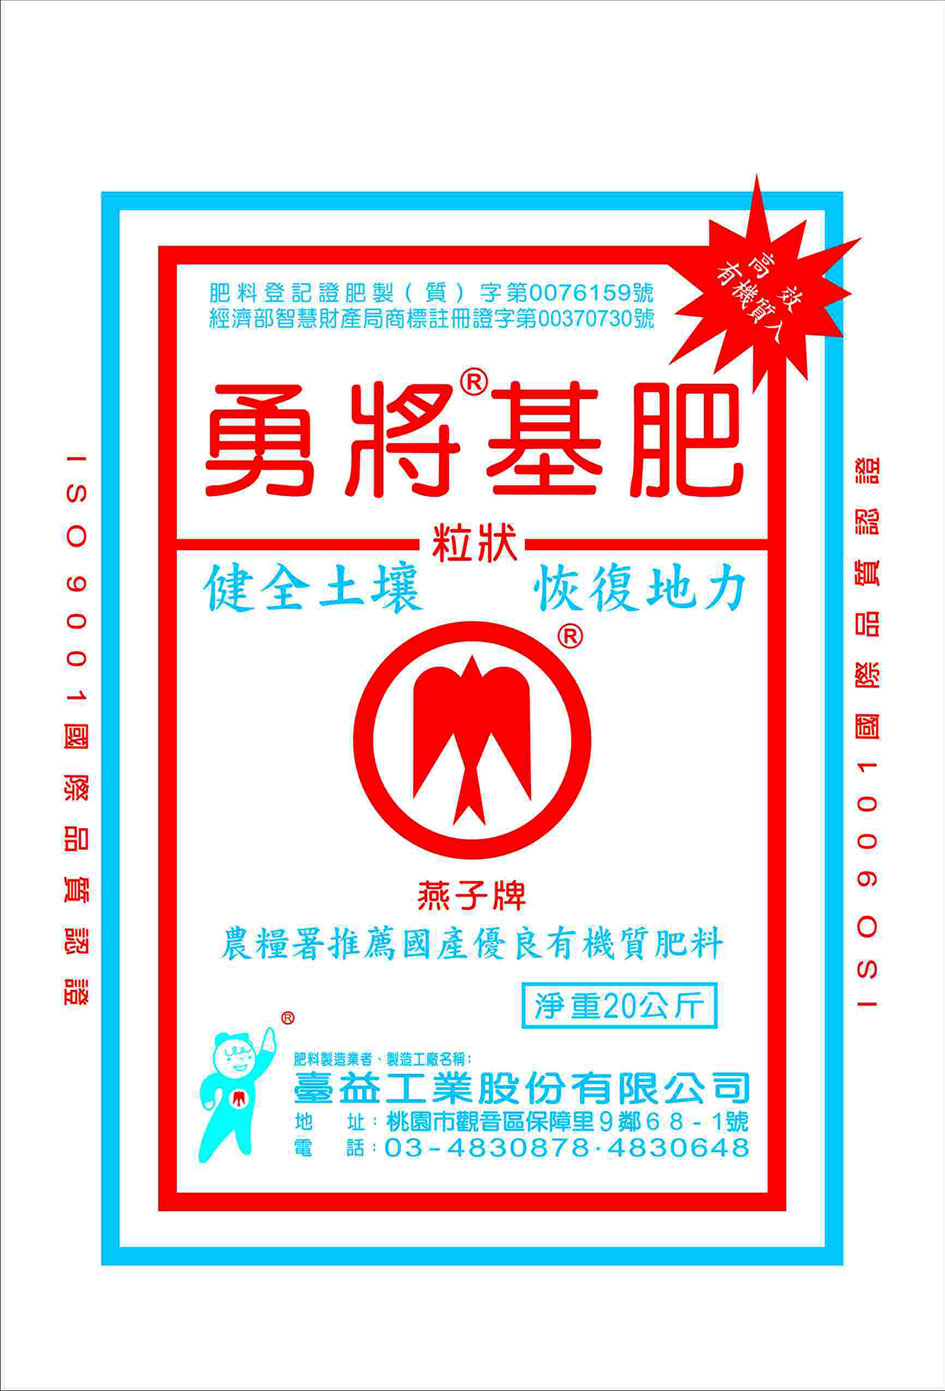 高效
有機質入
肥料登記證肥製(質)字第0076159號
經濟部智慧財產局商標註冊證字第00370730號
勇將®基肥
粒狀
健全土壤 恢復地力
®
燕子牌
農糧署推薦國產優良有機質肥料
淨重20公斤
®
肥料製造業者、製造工廠名稱:
臺益工業股份有限公司
地 址:桃園市觀音區保障里9鄰68-1號
電 話:03-4830878·4830648
ISO9001國際品質認證
ISO9001國際品質認證